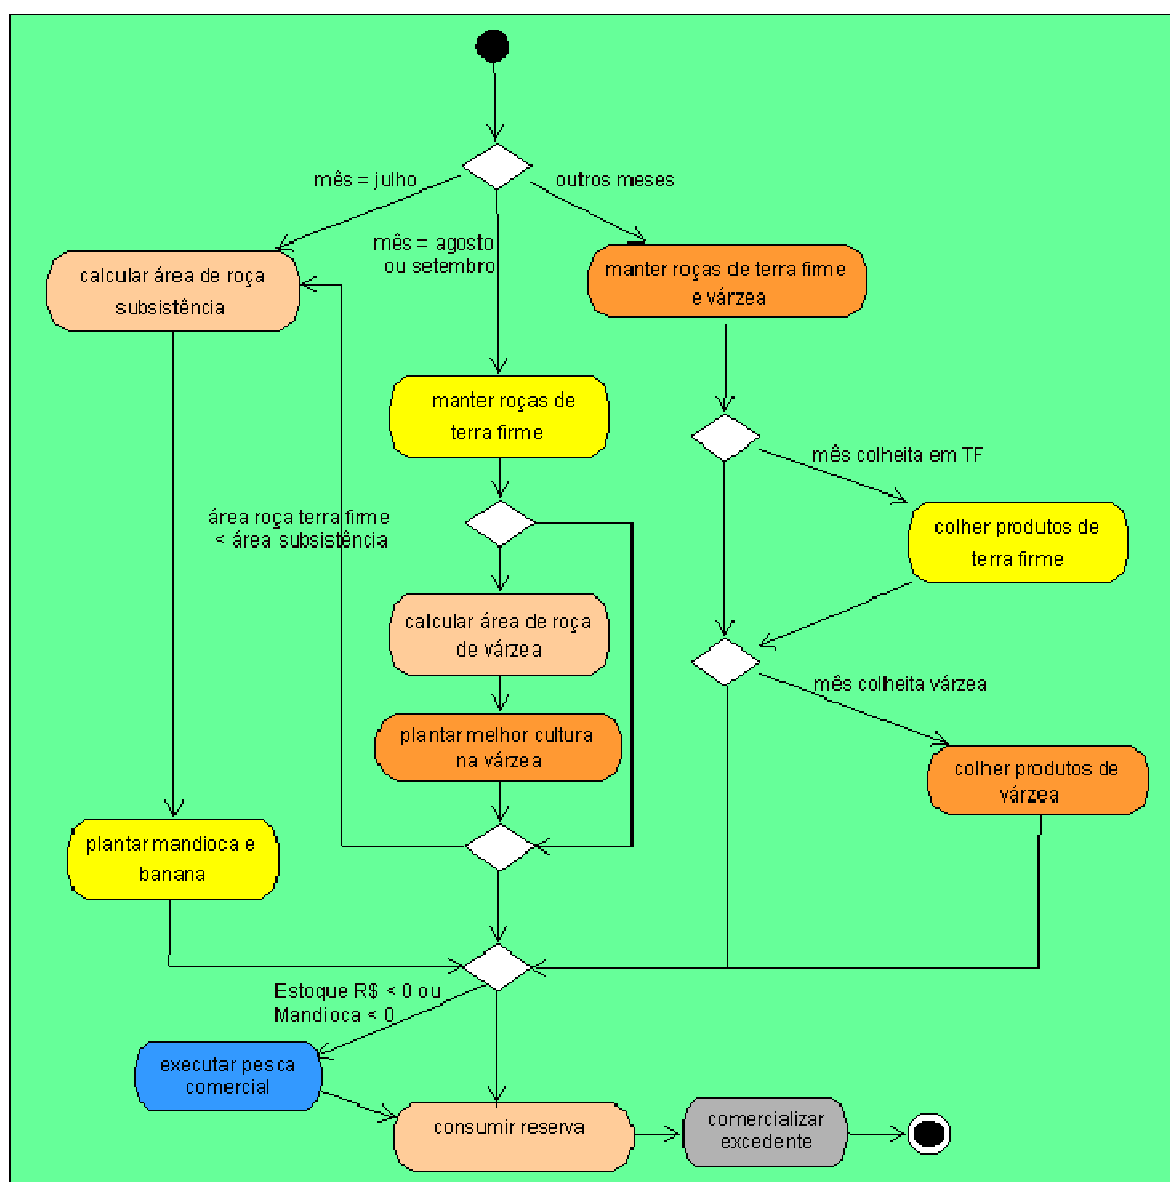 mês = julho
outros meses
mês = agosto
ou setembro
calcular área de roça
subsistência
manter roças de terra firme
e várzea
manter roças de
terra firme
mês colheita em TF
área roça terra firme
< área subsistência
colher produtos de
terra firme
calcular área de roça
de várzea
mês colheita várzea
plantar melhor cultura
na várzea
colher produtos de
várzea
plantar mandioca e
banana
Estoque R$ < 0 ou
Mandioca < 0
executar pesca
comercial
consumir reserva
comercializar
excedente